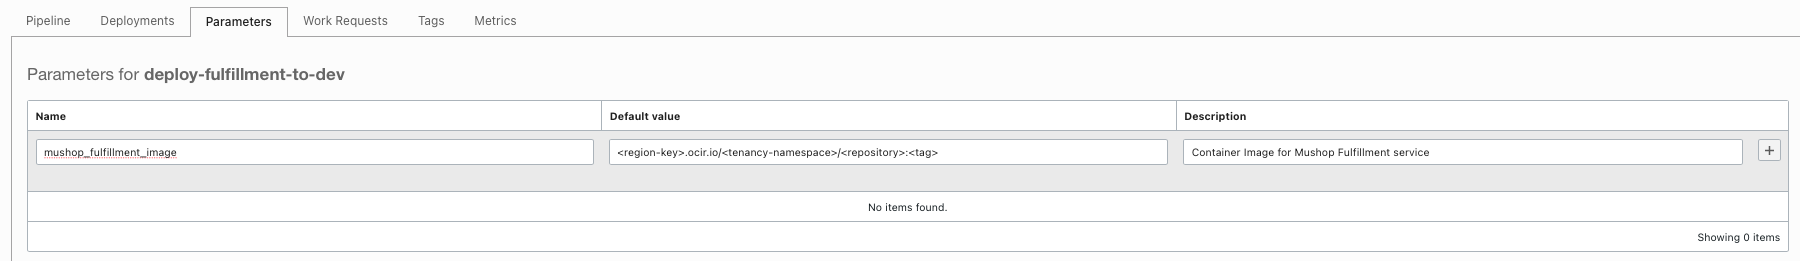 Pipeline Deployments Parameters Work Requests Tags Metrics
Parameters for deploy-fulfillment-to-dev
Name Default value Description
mushop_fulfillment_image <region-key>.ocir.io/<tenancy-namespace>/<repository>:<tag> Container Image for Mushop Fulfillment service +
No items found.
Showing 0 items